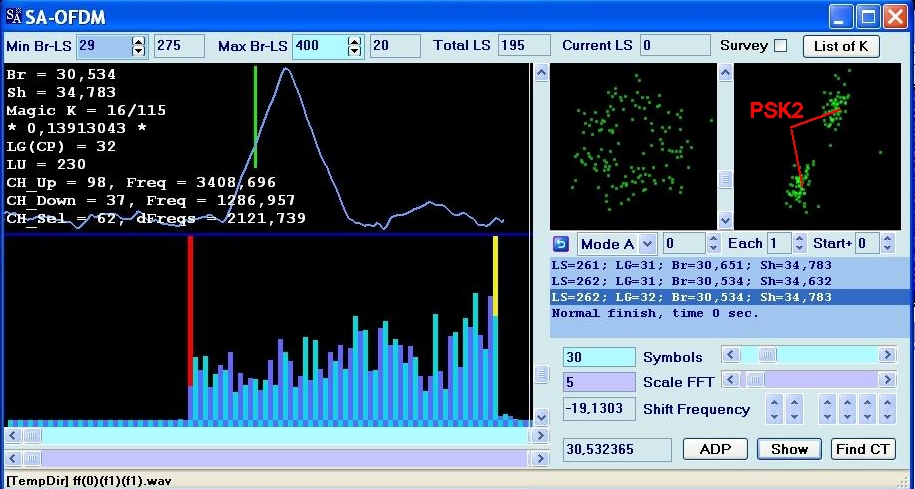 SA-OFDM
Min Br-LS 29 275 Max Br-LS 400 20 Total LS 195 Current LS 0 Survey List of K
Br = 30,534
Sh = 34,783
Magic K = 16/115
* 0,13913043 *
LG(CP) = 32
LU = 230
CH_Up = 98, Freq = 3408,696
CH_Down = 37, Freq = 1286,957
CH_Sel = 62, dFreqs = 2121,739
PSK2
Mode A 0 Each 1 Start+ 0
LS=261; LG=31; Br=30,651; Sh=34,783
LS=262; LG=31; Br=30,534; Sh=34,632
LS=262; LG=32; Br=30,534; Sh=34,783
Normal finish, time 0 sec.
30 Symbols
5 Scale FFT
-19,1303 Shift Frequency
30,532365 ADP Show Find CT
[TempDir] ff(0)(f1)(f1).wav